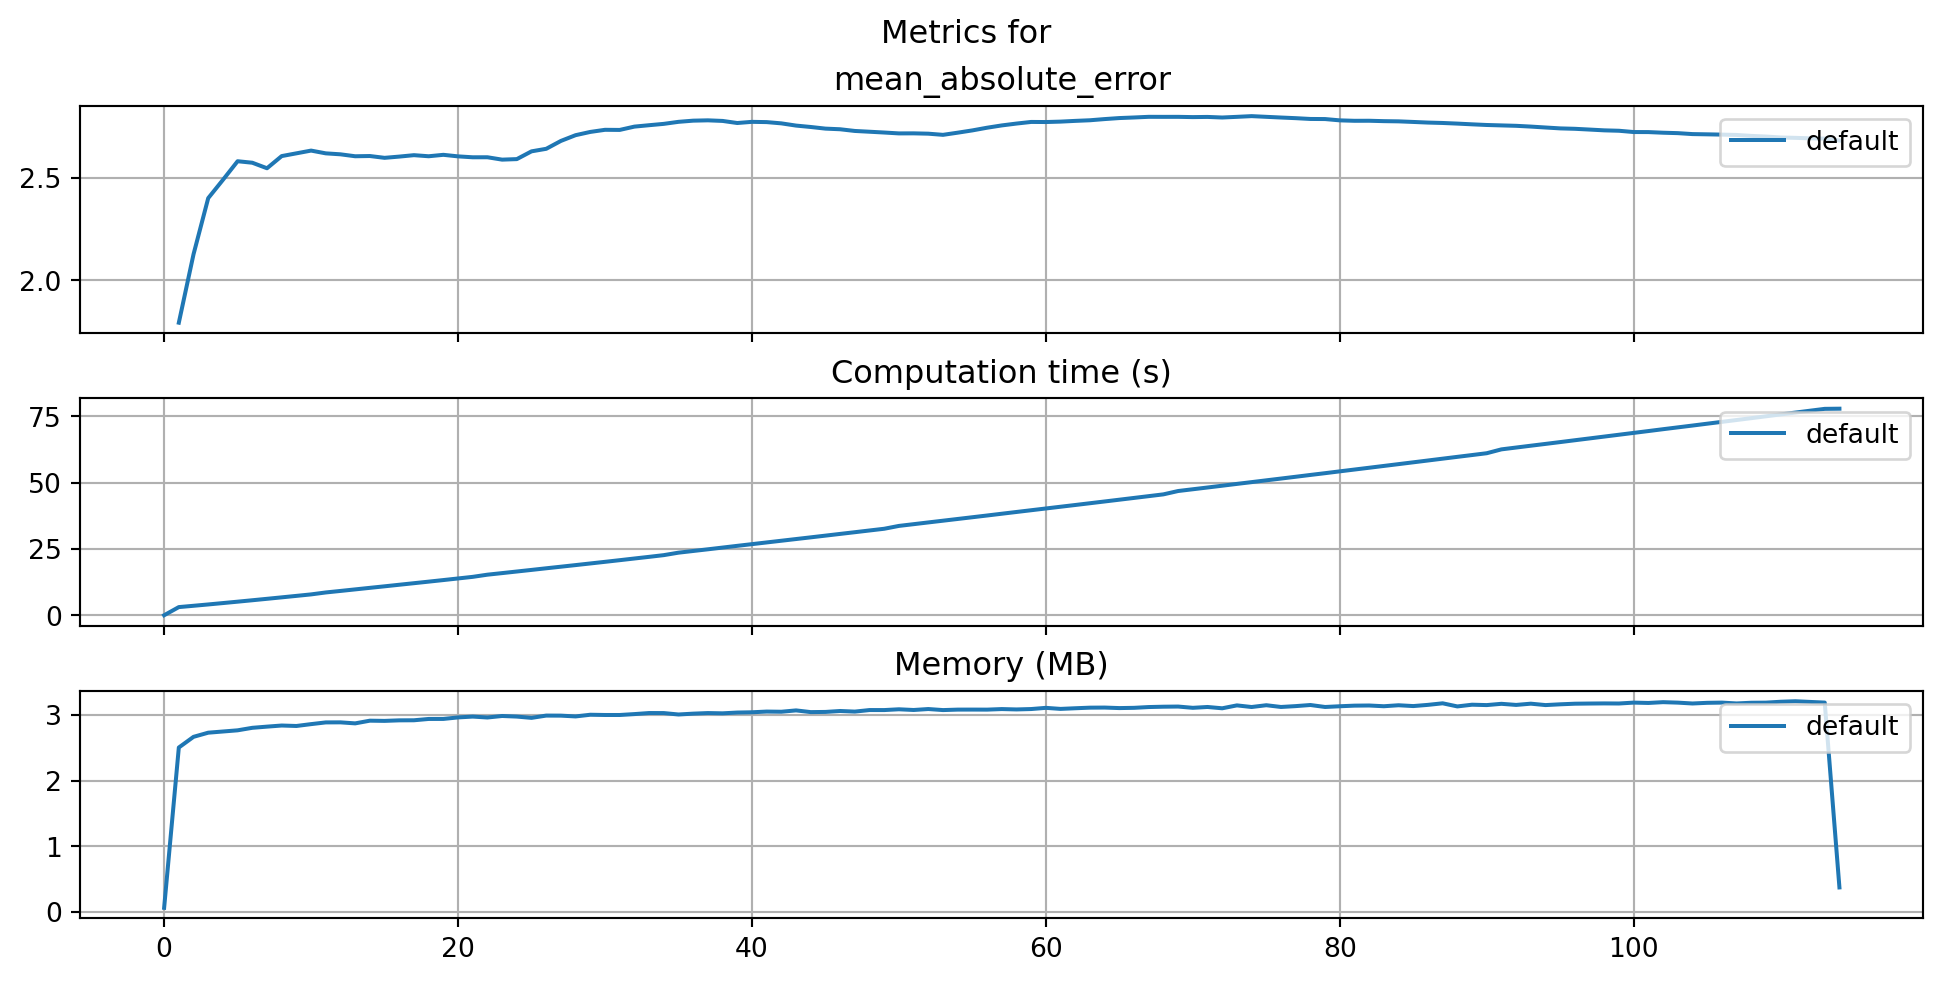 Metrics for
mean_absolute_error
2.5
2.0
default
Computation time (s)
75
50
25
0
default
Memory (MB)
3
2
1
0
default
0 20 40 60 80 100